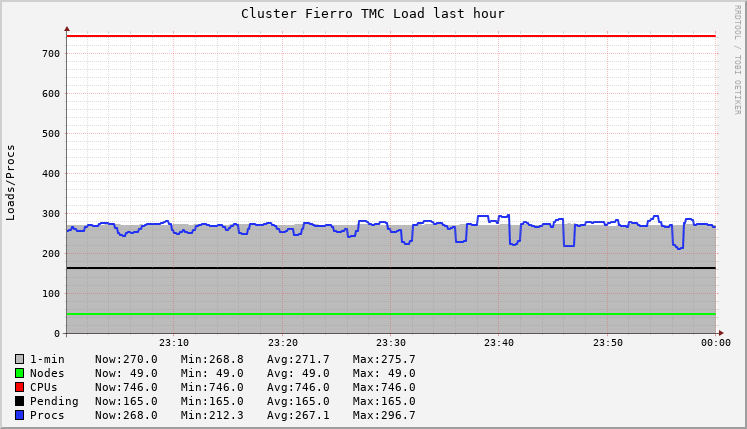 Cluster Fierro TMC Load last hour
RRDTOOL / TOBI OETIKER
Loads/Procs
700
600
500
400
300
200
100
0
23:10 23:20 23:30 23:40 23:50 00:00
1-min Now:270.0 Min:268.8 Avg:271.7 Max:275.7
Nodes Now: 49.0 Min: 49.0 Avg: 49.0 Max: 49.0
CPUs Now:746.0 Min:746.0 Avg:746.0 Max:746.0
Pending Now:165.0 Min:165.0 Avg:165.0 Max:165.0
Procs Now:268.0 Min:212.3 Avg:267.1 Max:296.7